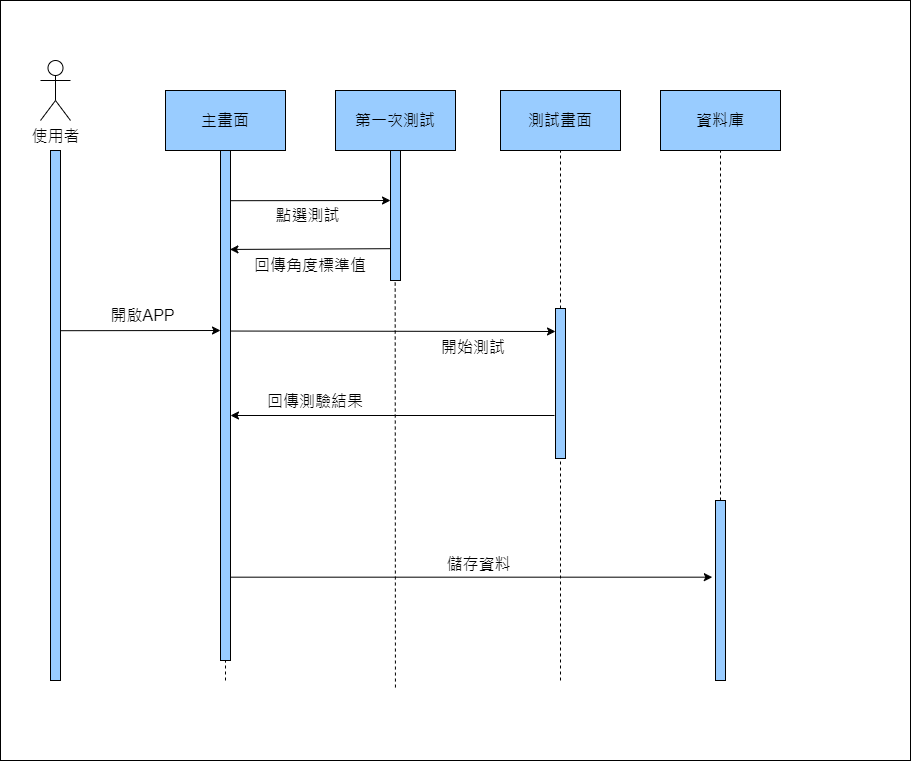 使用者
主畫面
第一次測試
測試畫面
資料庫
點選測試
回傳角度標準值
開啟APP
開始測試
回傳測驗結果
儲存資料